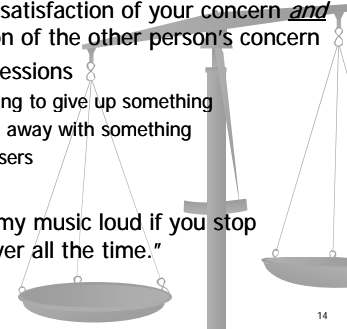 satisfaction of your concern and
n of the other person's concern
essions
ng to give up something
away with something
sers
my music loud if you stop
ver all the time."
14